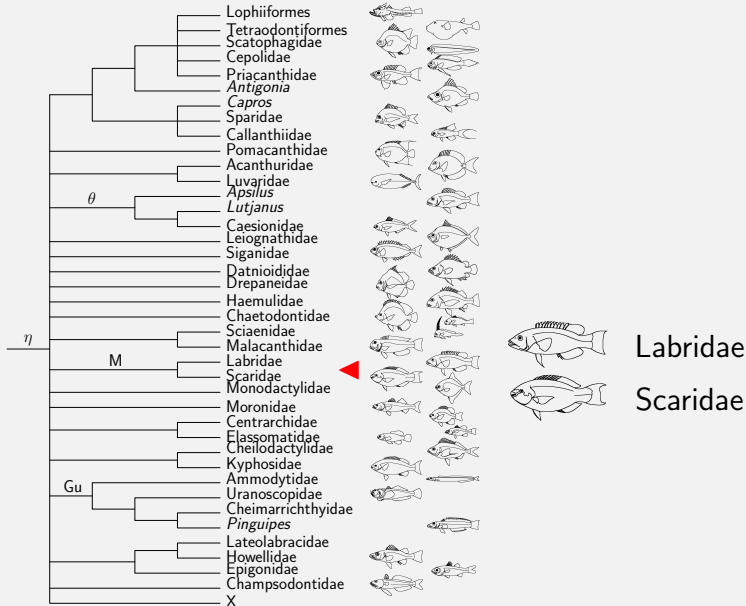 Lophiiformes
Tetraodontiformes
Scatophagidae
Cepolidae
Priacanthidae
Antigonia
Capros
Sparidae
Callanthiidae
Pomacanthidae
Acanthuridae
Luvaridae
Apsilus
θ
Lutjanus
Caesionidae
Leiognathidae
Siganidae
Datnioididae
Drepaneidae
Haemulidae
Chaetodontidae
Sciaenidae
η
Malacanthidae
Labridae
M
Labridae
Scaridae
Scaridae
Monodactylidae
Moronidae
Centrarchidae
Elassomatidae
Cheilodactylidae
Kyphosidae
Ammodytidae
Gu
Uranoscopidae
Cheimarrichthyidae
Pinguipes
Lateolabracidae
Howellidae
Epigonidae
Champsodontidae
X